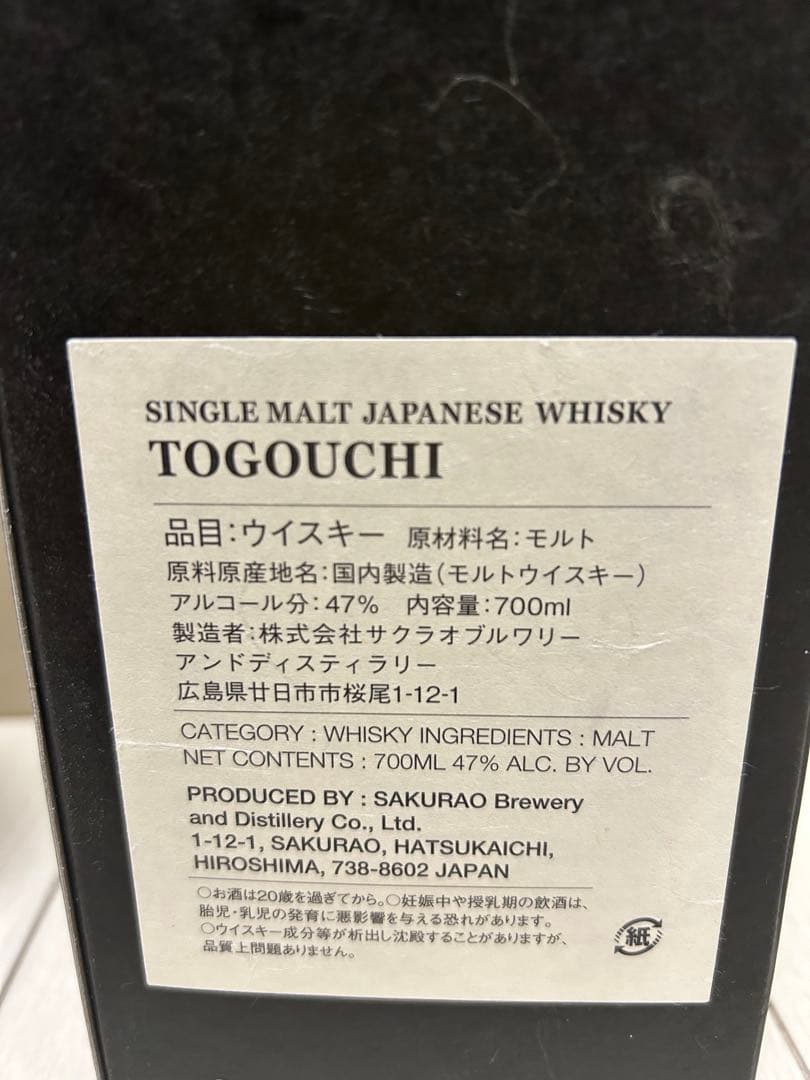 SINGLE MALT JAPANESE WHISKY
TOGOUCHI
品目:ウイスキー 原材料名:モルト
原料原産地名:国内製造(モルトウイスキー)
アルコール分:47% 内容量:700ml
製造者:株式会社サクラオブルワリー
アンドディスティラリー
広島県廿日市市桜尾1-12-1
CATEGORY : WHISKY INGREDIENTS : MALT
NET CONTENTS : 700ML 47% ALC. BY VOL.
PRODUCED BY : SAKURAO Brewery
and Distillery Co., Ltd.
1-12-1, SAKURAO, HATSUKAICHI,
HIROSHIMA, 738-8602 JAPAN
○お酒は20歳を過ぎてから。○妊娠中や授乳期の飲酒は、
胎児・乳児の発育に悪影響を与える恐れがあります。
○ウイスキー成分等が析出し沈殿することがありますが、
品質上問題ありません。
紙